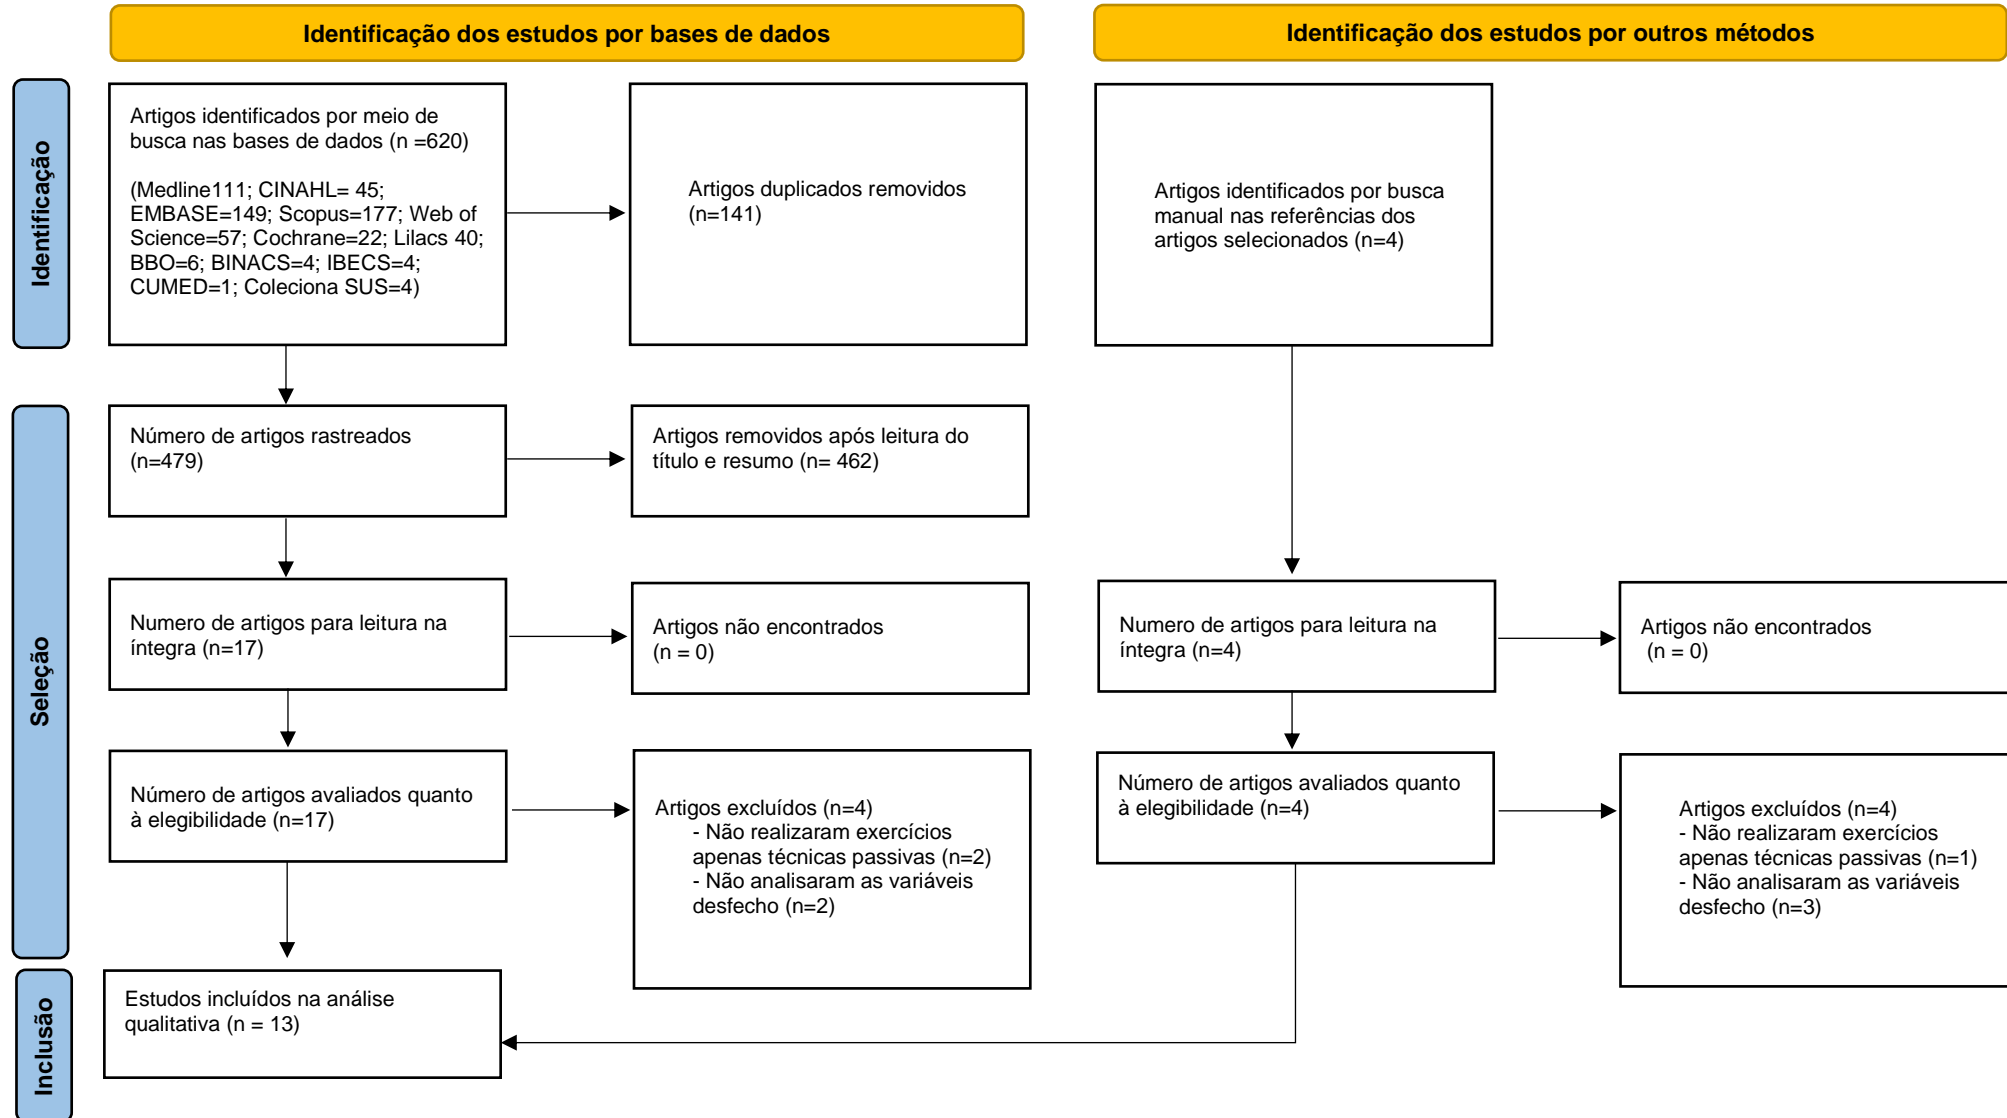 Identificação dos estudos por bases de dados
Identificação dos estudos por outros métodos
Identificação
Artigos identificados por meio de
busca nas bases de dados (n =620)
(Medline111; CINAHL= 45;
EMBASE=149; Scopus=177; Web of
Science=57; Cochrane=22; Lilacs 40;
BBO=6; BINACS=4; IBECS=4;
CUMED=1; Coleciona SUS=4)
Artigos duplicados removidos
(n=141)
Artigos identificados por busca
manual nas referências dos
artigos selecionados (n=4)
Seleção
Número de artigos rastreados
(n=479)
Artigos removidos após leitura do
título e resumo (n= 462)
Numero de artigos para leitura na
íntegra (n=17)
Artigos não encontrados
(n = 0)
Numero de artigos para leitura na
íntegra (n=4)
Artigos não encontrados
(n = 0)
Número de artigos avaliados quanto
à elegibilidade (n=17)
Artigos excluídos (n=4)
- Não realizaram exercícios
apenas técnicas passivas (n=2)
- Não analisaram as variáveis
desfecho (n=2)
Número de artigos avaliados quanto
à elegibilidade (n=4)
Artigos excluídos (n=4)
- Não realizaram exercícios
apenas técnicas passivas (n=1)
- Não analisaram as variáveis
desfecho (n=3)
Inclusão
Estudos incluídos na análise
qualitativa (n = 13)